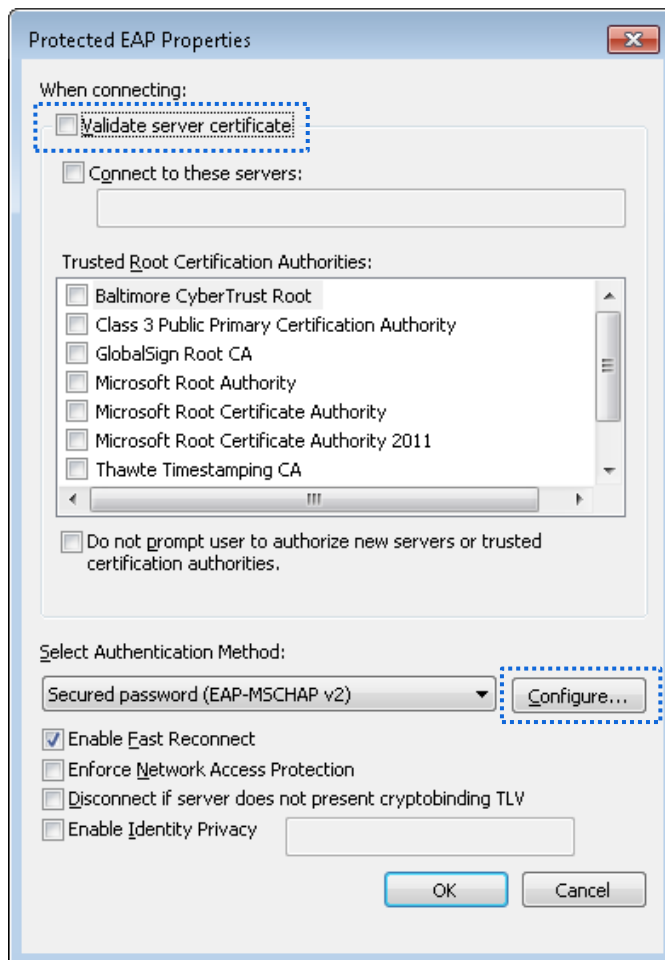 Protected EAP Properties
When connecting:
Validate server certificate
Connect to these servers:
Trusted Root Certification Authorities:
Baltimore CyberTrust Root
Class 3 Public Primary Certification Authority
GlobalSign Root CA
Microsoft Root Authority
Microsoft Root Certificate Authority
Microsoft Root Certificate Authority 2011
Thawte Timestamping CA
Do not prompt user to authorize new servers or trusted
certification authorities.
Select Authentication Method:
Secured password (EAP-MSCHAP v2)
Configure...
Enable Fast Reconnect
Enforce Network Access Protection
Disconnect if server does not present cryptobinding TLV
Enable Identity Privacy
OK Cancel